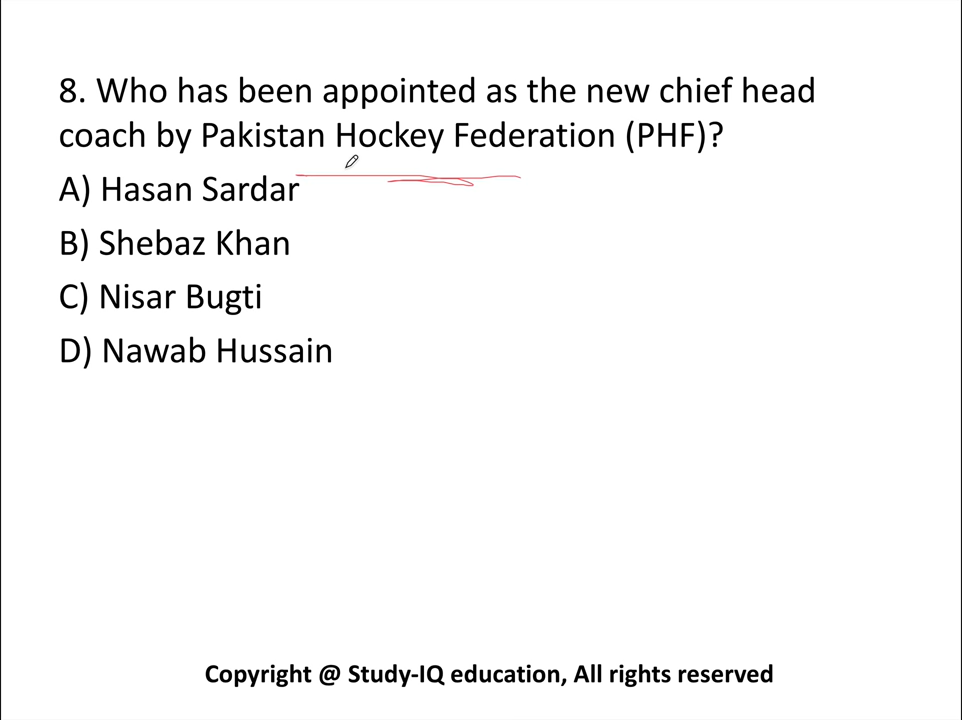 8. Who has been appointed as the new chief head
coach by Pakistan Hockey Federation (PHF)?
A) Hasan Sardar
B) Shebaz Khan
C) Nisar Bugti
D) Nawab Hussain
Copyright @ Study-IQ education, All rights reserved